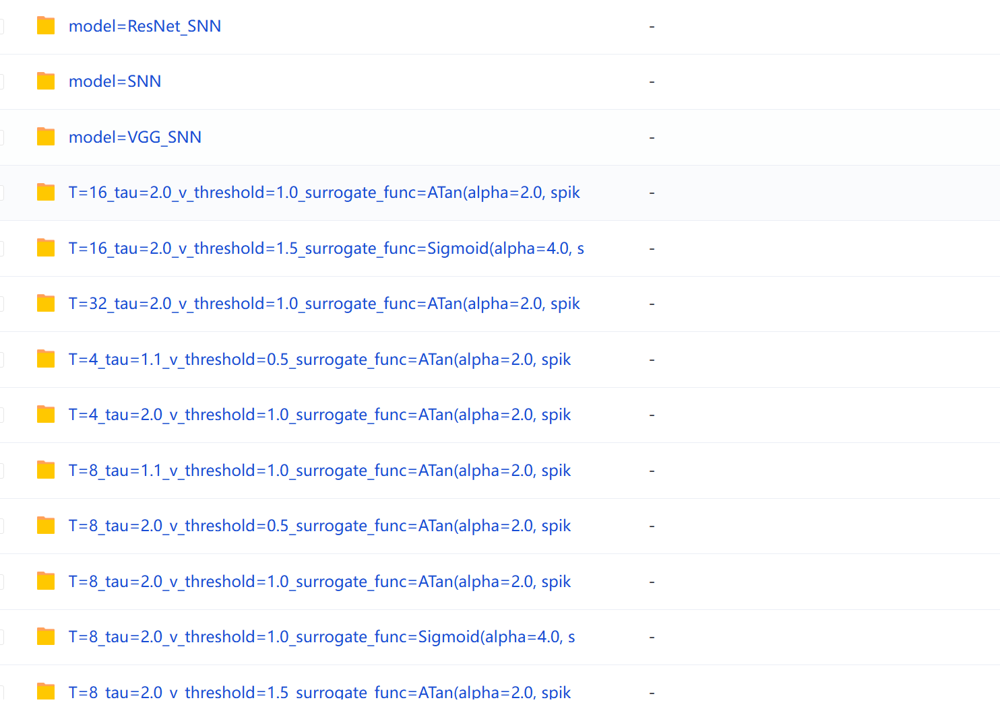 model=ResNet_SNN -
model=SNN -
model=VGG_SNN -
T=16_tau=2.0_v_threshold=1.0_surrogate_func=ATan(alpha=2.0, spik -
T=16_tau=2.0_v_threshold=1.5_surrogate_func=Sigmoid(alpha=4.0, s -
T=32_tau=2.0_v_threshold=1.0_surrogate_func=ATan(alpha=2.0, spik -
T=4_tau=1.1_v_threshold=0.5_surrogate_func=ATan(alpha=2.0, spik -
T=4_tau=2.0_v_threshold=1.0_surrogate_func=ATan(alpha=2.0, spik -
T=8_tau=1.1_v_threshold=1.0_surrogate_func=ATan(alpha=2.0, spik -
T=8_tau=2.0_v_threshold=0.5_surrogate_func=ATan(alpha=2.0, spik -
T=8_tau=2.0_v_threshold=1.0_surrogate_func=ATan(alpha=2.0, spik -
T=8_tau=2.0_v_threshold=1.0_surrogate_func=Sigmoid(alpha=4.0, s -
T=8_tau=2.0_v_threshold=1.5_surrogate_func=ATan(alpha=2.0, spik -